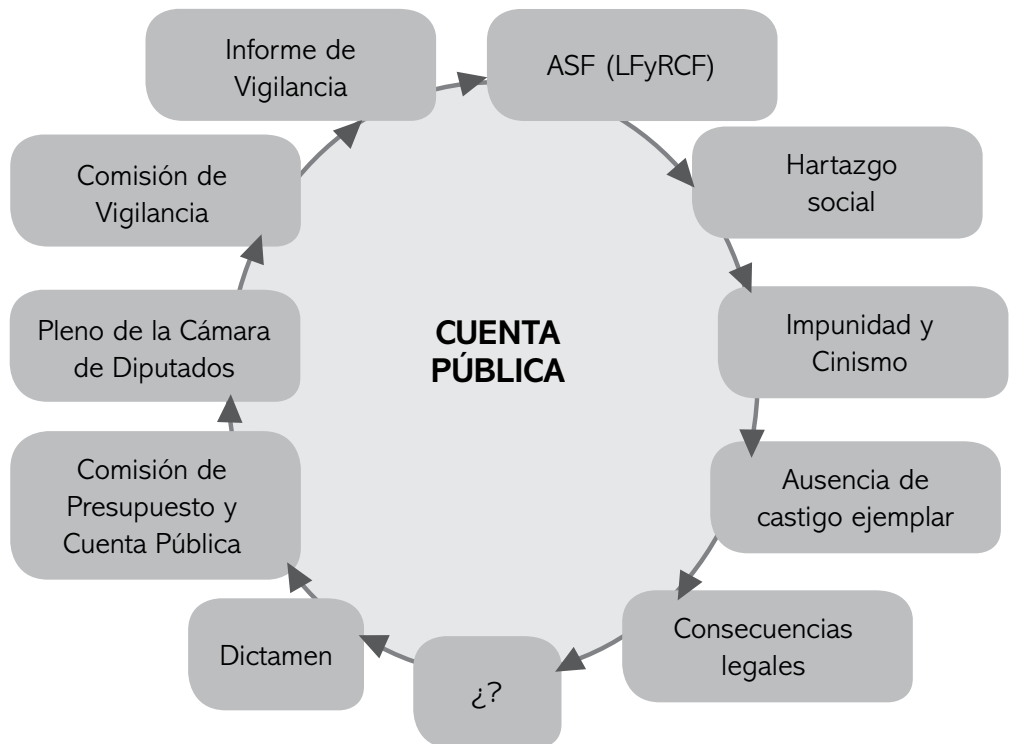 Informe de
Vigilancia
ASF (LFyRCF)
Hartazgo
social
Impunidad y
Cinismo
Ausencia de
castigo ejemplar
Consecuencias
legales
¿?
Dictamen
Comisión de
Presupuesto y
Cuenta Pública
Pleno de la Cámara
de Diputados
Comisión de
Vigilancia
CUENTA
PÚBLICA